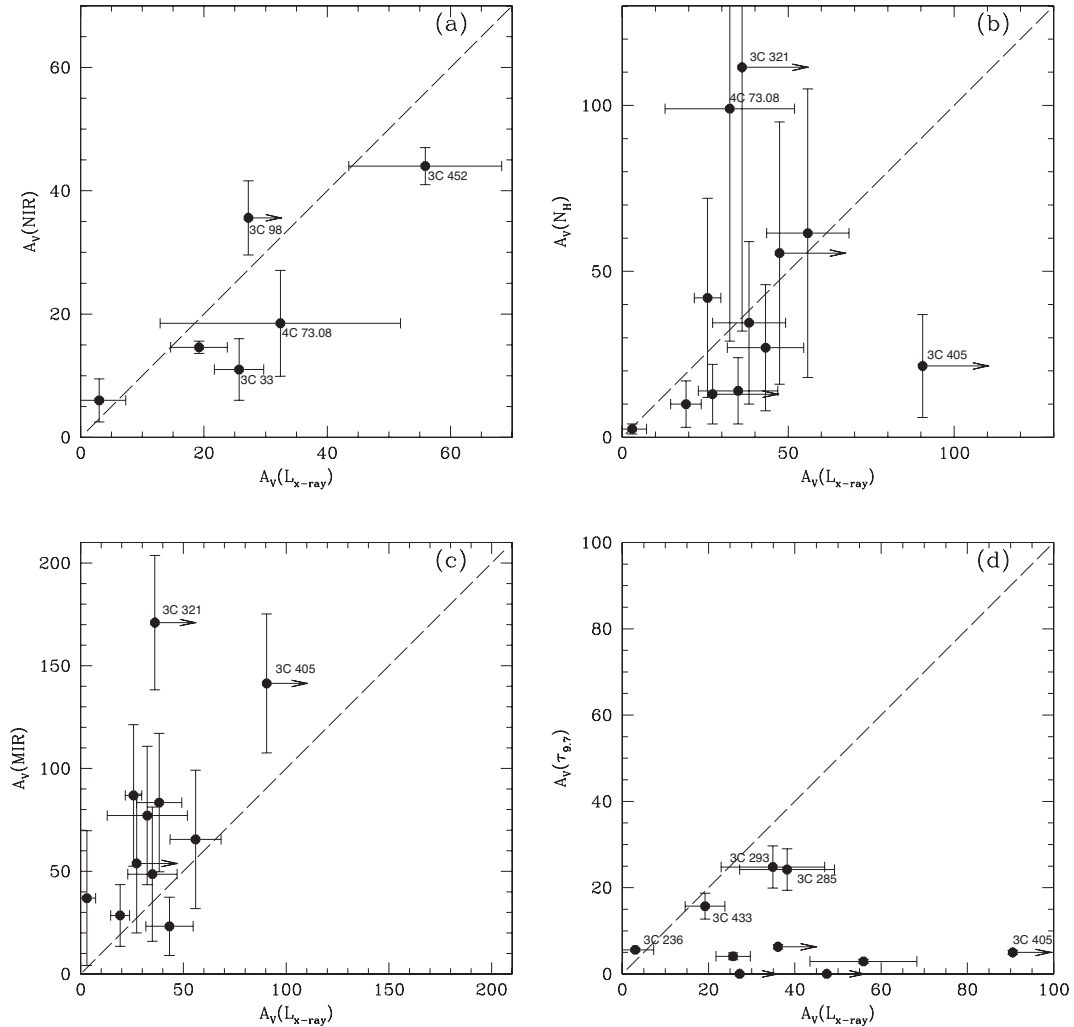 (a)
60
40
20
0
A_V(NIR)
3C 452
3C 98
4C 73.08
3C 33
0 20 40 60
A_V(L_x-ray)
(b)
100
50
0
A_V(N_H)
3C 321
4C 73.08
3C 405
0 50 100
A_V(L_x-ray)
(c)
200
150
100
50
0
A_V(MIR)
3C 321
3C 405
0 50 100 150 200
A_V(L_x-ray)
(d)
100
80
60
40
20
0
A_V(τ_9.7)
3C 293
3C 285
3C 433
3C 236
3C 405
0 20 40 60 80 100
A_V(L_x-ray)